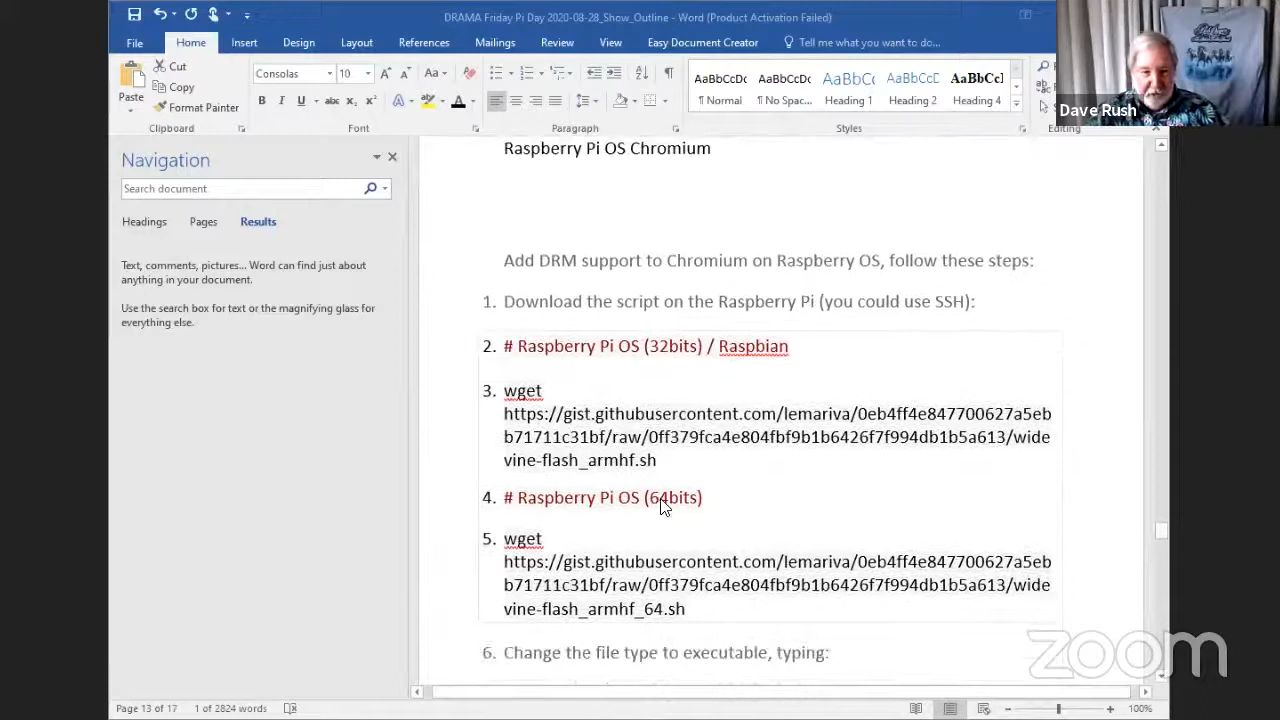 DRAMA Friday Pi Day 2020-08-28_Show_Outline - Word (Product Activation Failed)
File Home Insert Design Layout References Mailings Review View Easy Document Creator Tell me what you want to do...
Dave Rush
Paste
Cut
Copy
Format Painter
Clipboard
Consolas 10
B I U abc x₂ x²
Font
Paragraph
AaBbCcDc AaBbCcDc AaBbCc AaBbCcD AaBbCcI
¶ Normal ¶ No Spac... Heading 1 Heading 2 Heading 4
Styles
Editing
Navigation
Search document
Headings Pages Results
Text, comments, pictures... Word can find just about
anything in your document.
Use the search box for text or the magnifying glass for
everything else.
Raspberry Pi OS Chromium
Add DRM support to Chromium on Raspberry OS, follow these steps:
1. Download the script on the Raspberry Pi (you could use SSH):
2. # Raspberry Pi OS (32bits) / Raspbian
3. wget
https://gist.githubusercontent.com/lemariva/0eb4ff4e847700627a5eb
b71711c31bf/raw/0ff379fca4e804fbf9b1b6426f7f994db1b5a613/wide
vine-flash_armhf.sh
4. # Raspberry Pi OS (64bits)
5. wget
https://gist.githubusercontent.com/lemariva/0eb4ff4e847700627a5eb
b71711c31bf/raw/0ff379fca4e804fbf9b1b6426f7f994db1b5a613/wide
vine-flash_armhf_64.sh
6. Change the file type to executable, typing:
zoom
Page 13 of 17 1 of 2824 words 100%